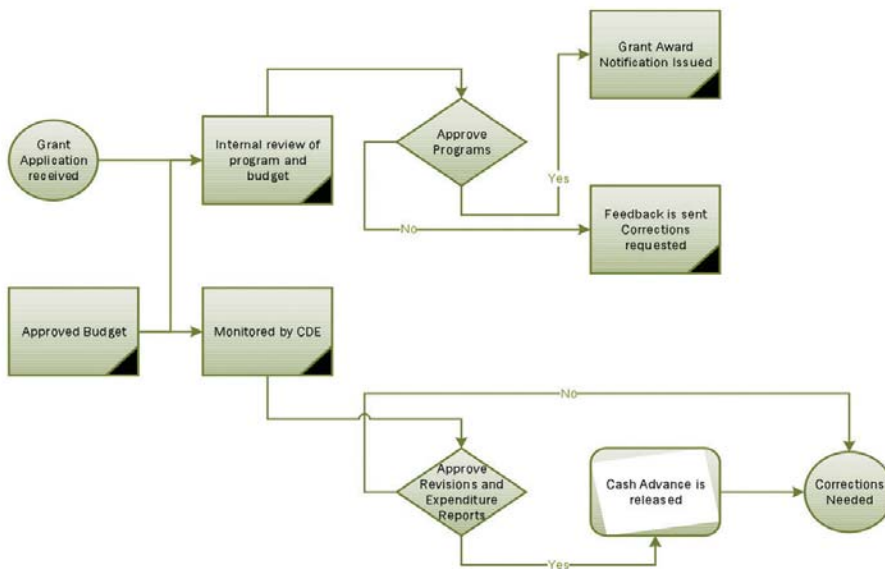 Grant Award
Notification Issued
Grant
Application
received
Internal review of
program and
budget
Approve
Programs
Yes
No
Feedback is sent
Corrections
requested
Approved Budget
Monitored by CDE
No
Approve
Revisions and
Expenditure
Reports
Cash Advance is
released
Corrections
Needed
Yes